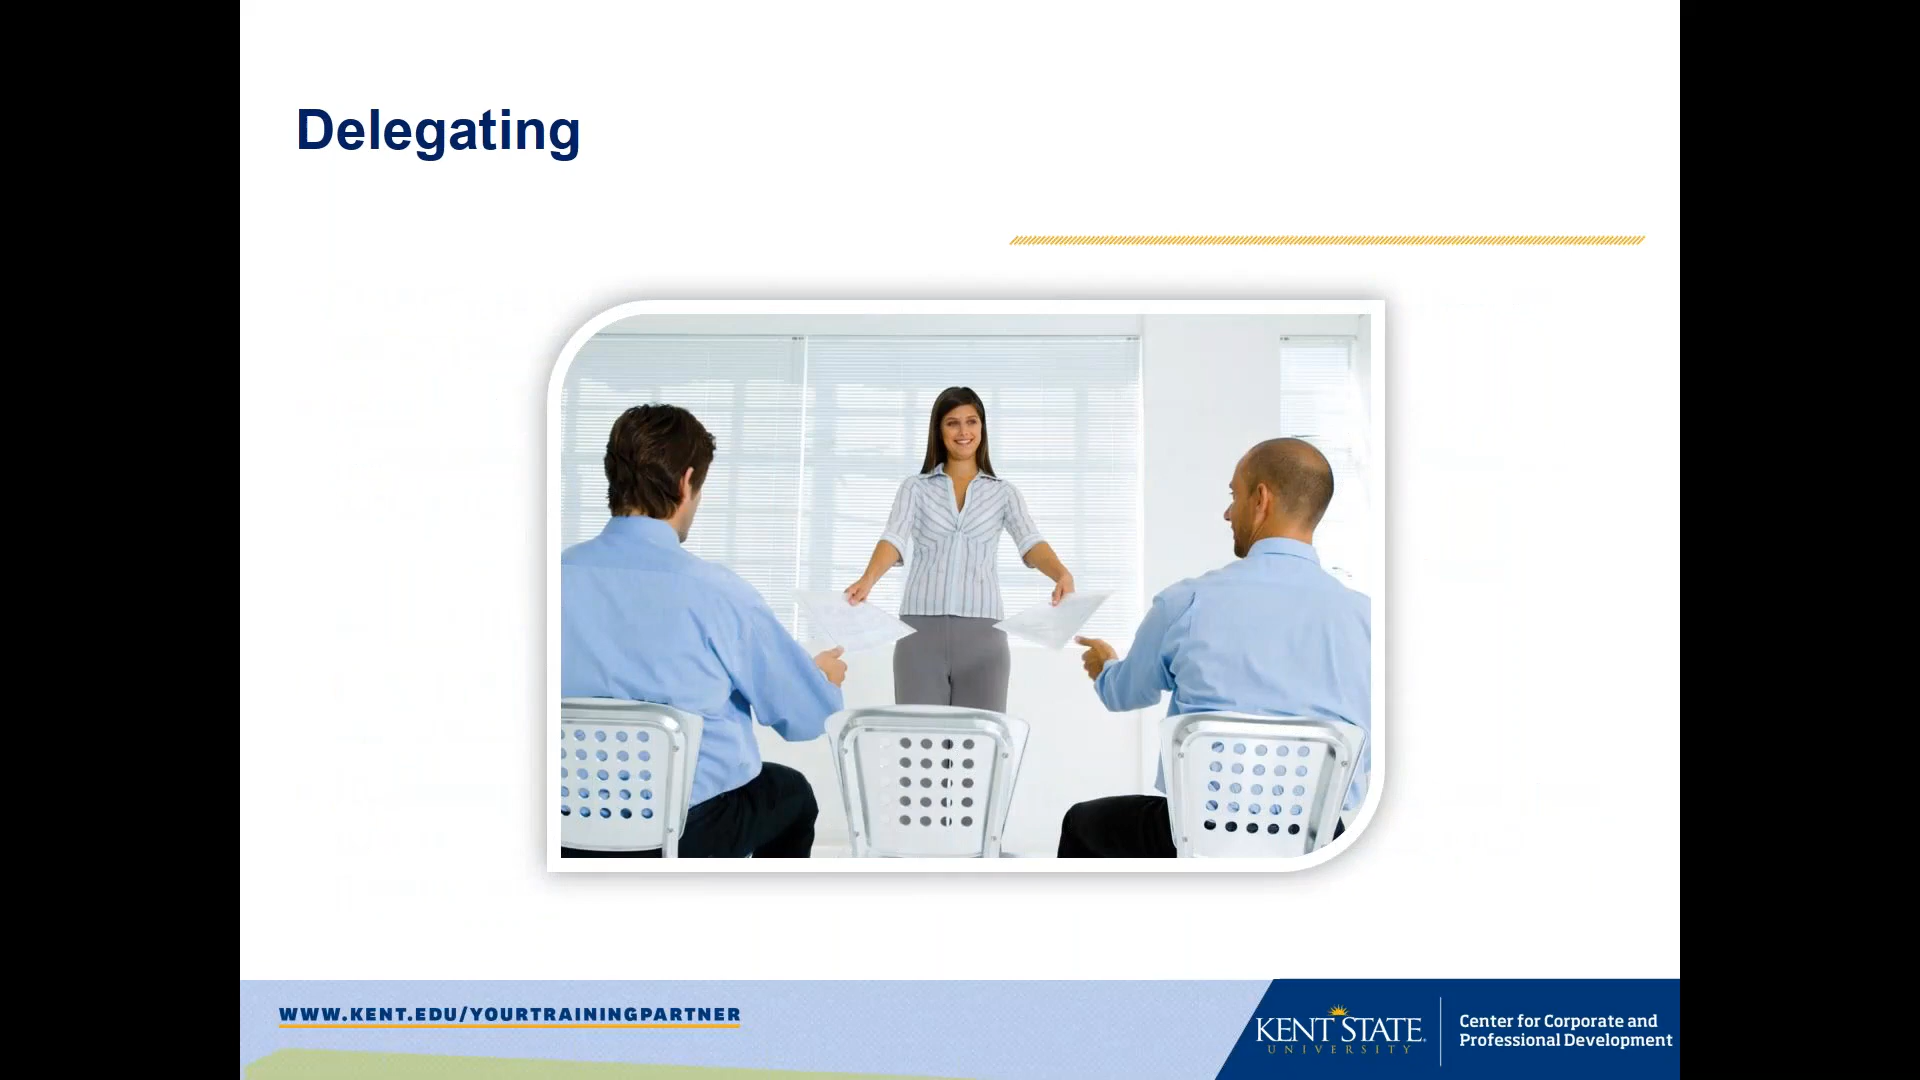 Delegating
WWW.KENT.EDU/YOURTRAININGPARTNER
KENT STATE
UNIVERSITY
Center for Corporate and
Professional Development